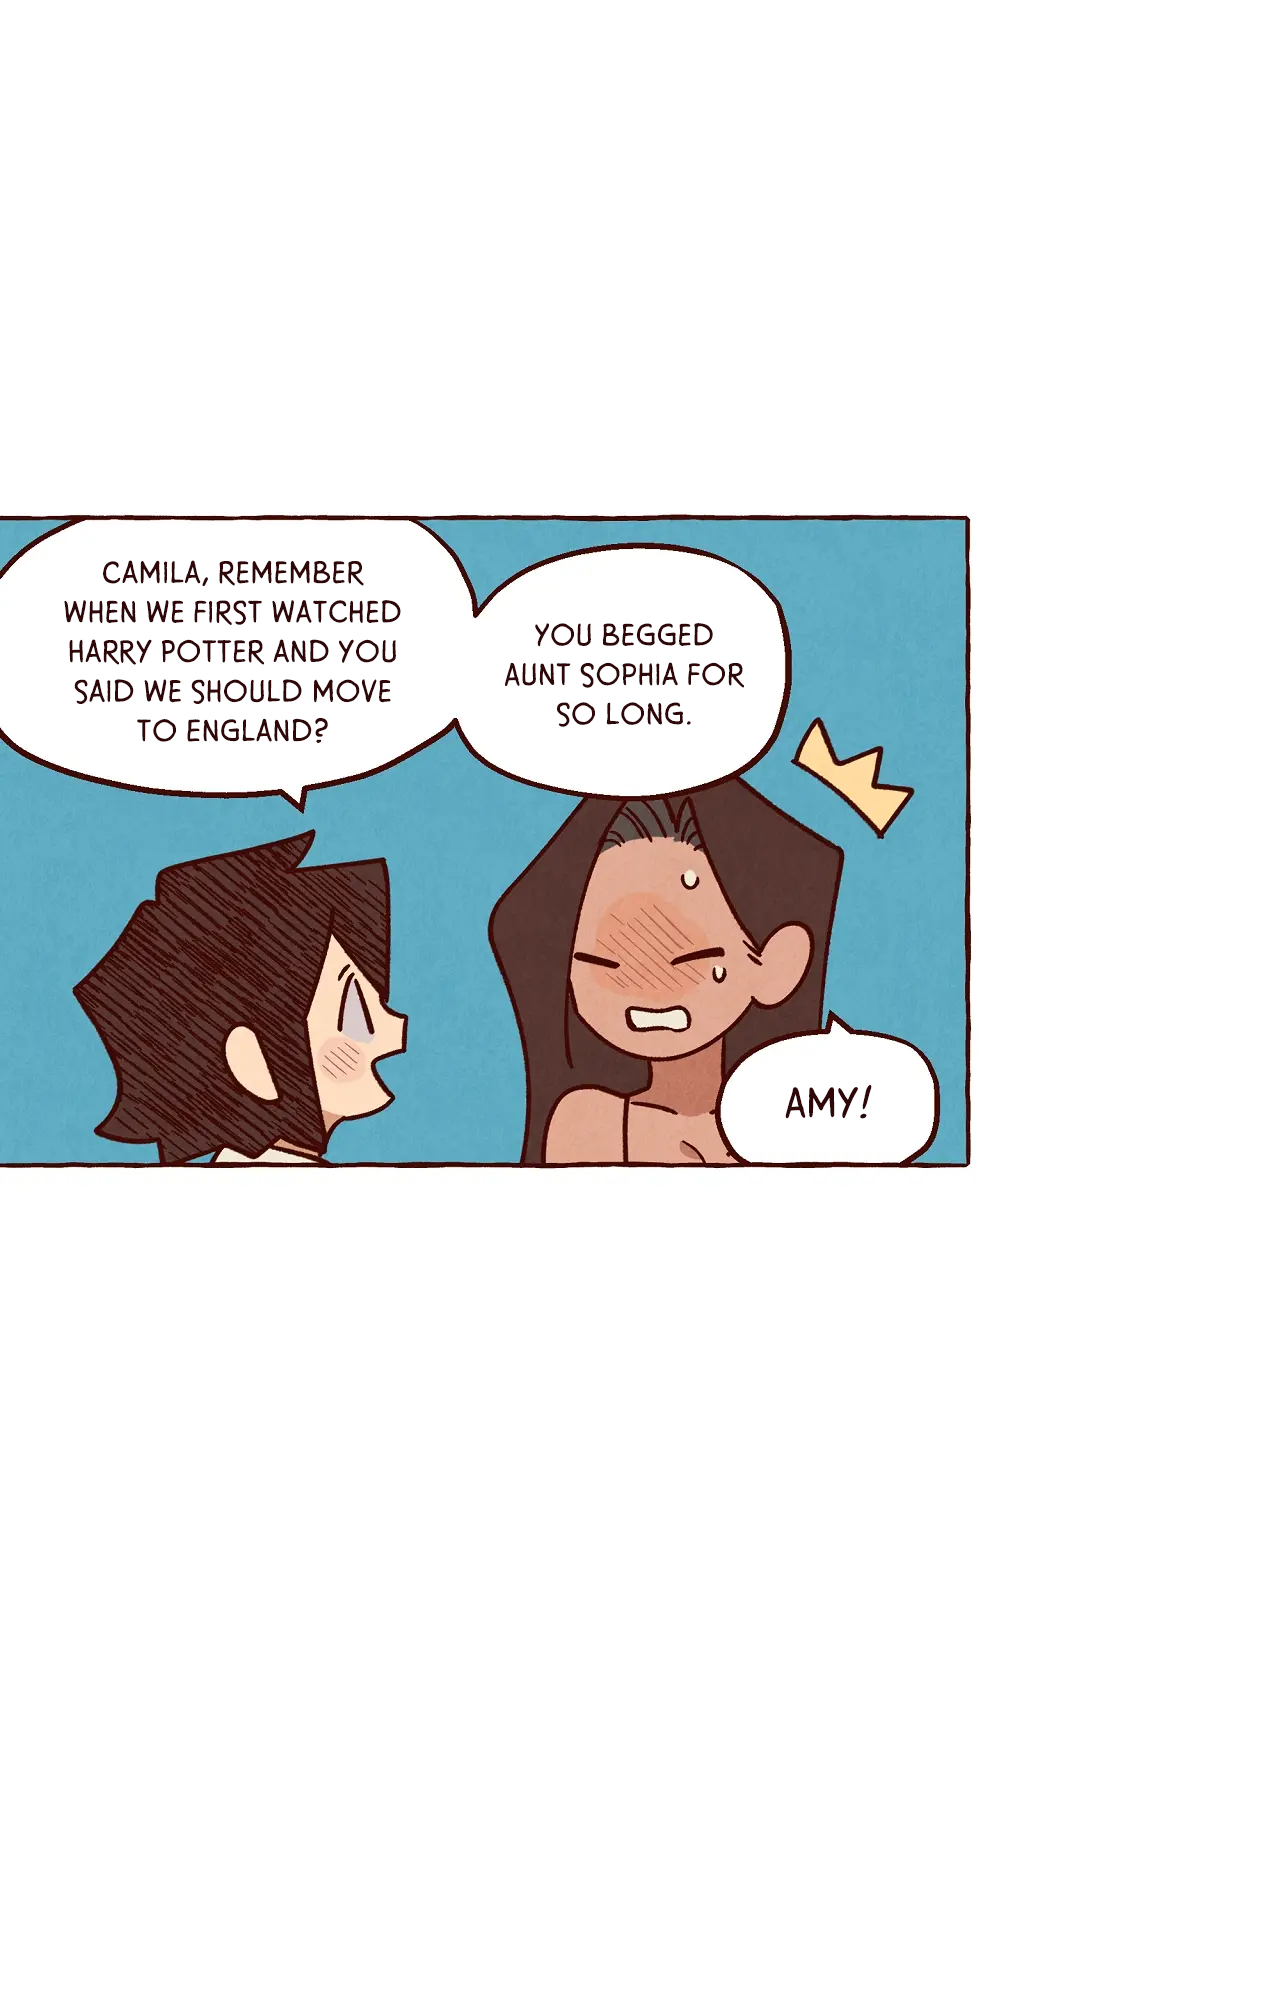 CAMILA, REMEMBER
WHEN WE FIRST WATCHED
HARRY POTTER AND YOU
SAID WE SHOULD MOVE
TO ENGLAND?
YOU BEGGED
AUNT SOPHIA FOR
SO LONG.
AMY!